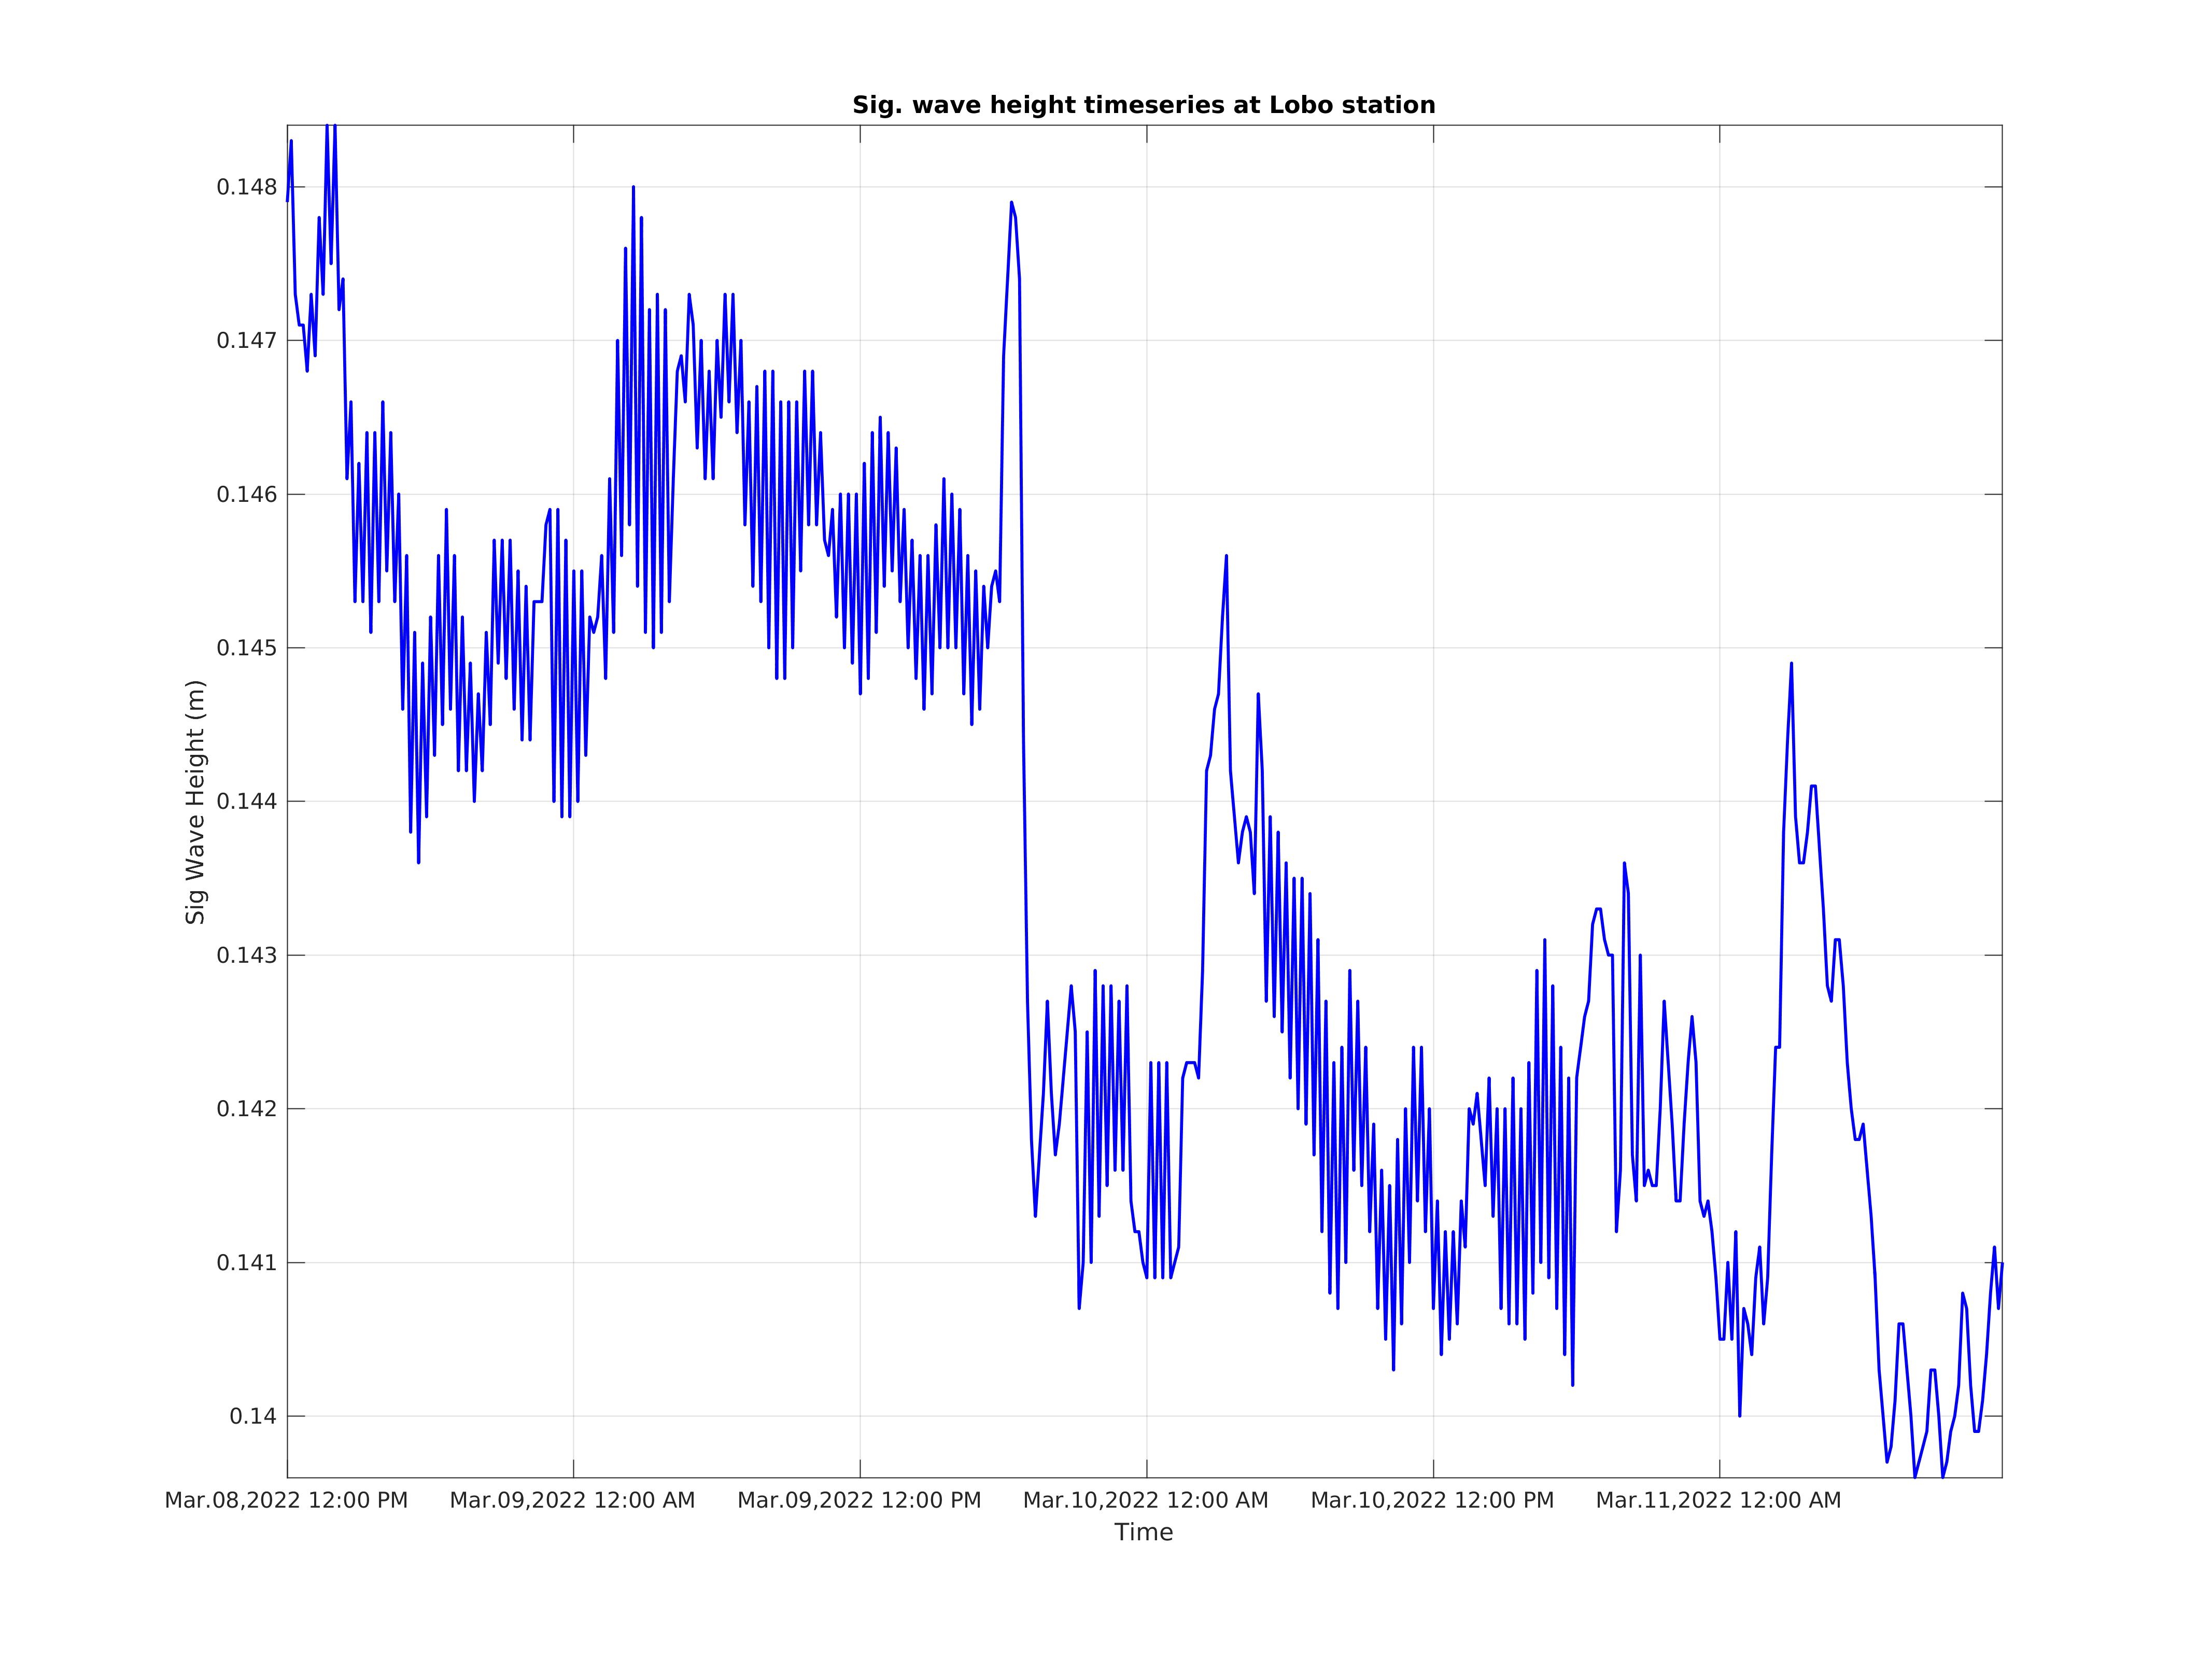 Sig. wave height timeseries at Lobo station
0.148
0.147
0.146
0.145
0.144
0.143
0.142
0.141
0.14
Sig Wave Height (m)
Mar.08,2022 12:00 PM Mar.09,2022 12:00 AM Mar.09,2022 12:00 PM Mar.10,2022 12:00 AM Mar.10,2022 12:00 PM Mar.11,2022 12:00 AM
Time